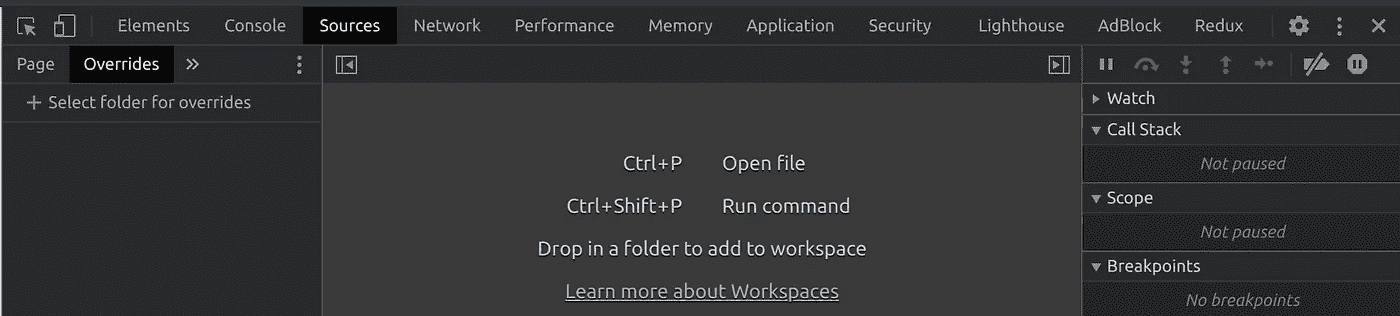 Elements Console Sources Network Performance Memory Application Security Lighthouse AdBlock Redux
Page Overrides »
+ Select folder for overrides
Ctrl+P Open file
Ctrl+Shift+P Run command
Drop in a folder to add to workspace
Learn more about Workspaces
Watch
Call Stack
Not paused
Scope
Not paused
Breakpoints
No breakpoints